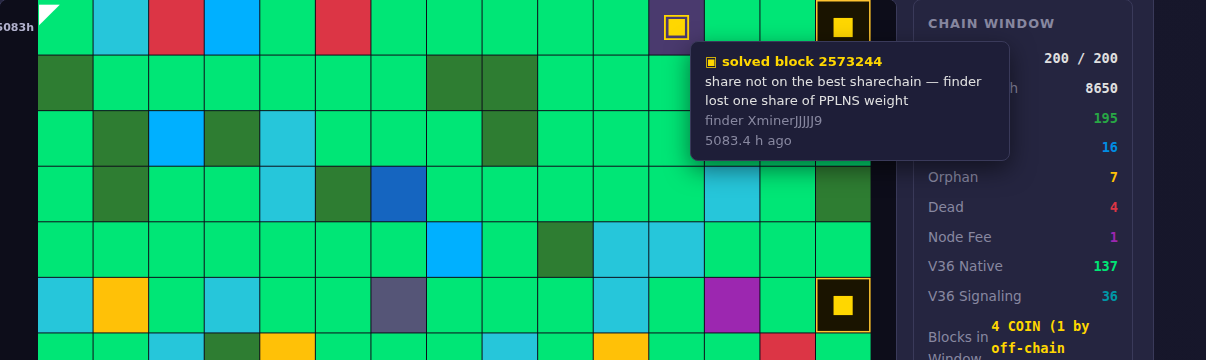 5083h
▣ solved block 2573244
share not on the best sharechain — finder
lost one share of PPLNS weight
finder XminerJJJJJ9
5083.4 h ago
CHAIN WINDOW
200 / 200
h 8650
195
16
Orphan 7
Dead 4
Node Fee 1
V36 Native 137
V36 Signaling 36
Blocks in Window
4 COIN (1 by
off-chain